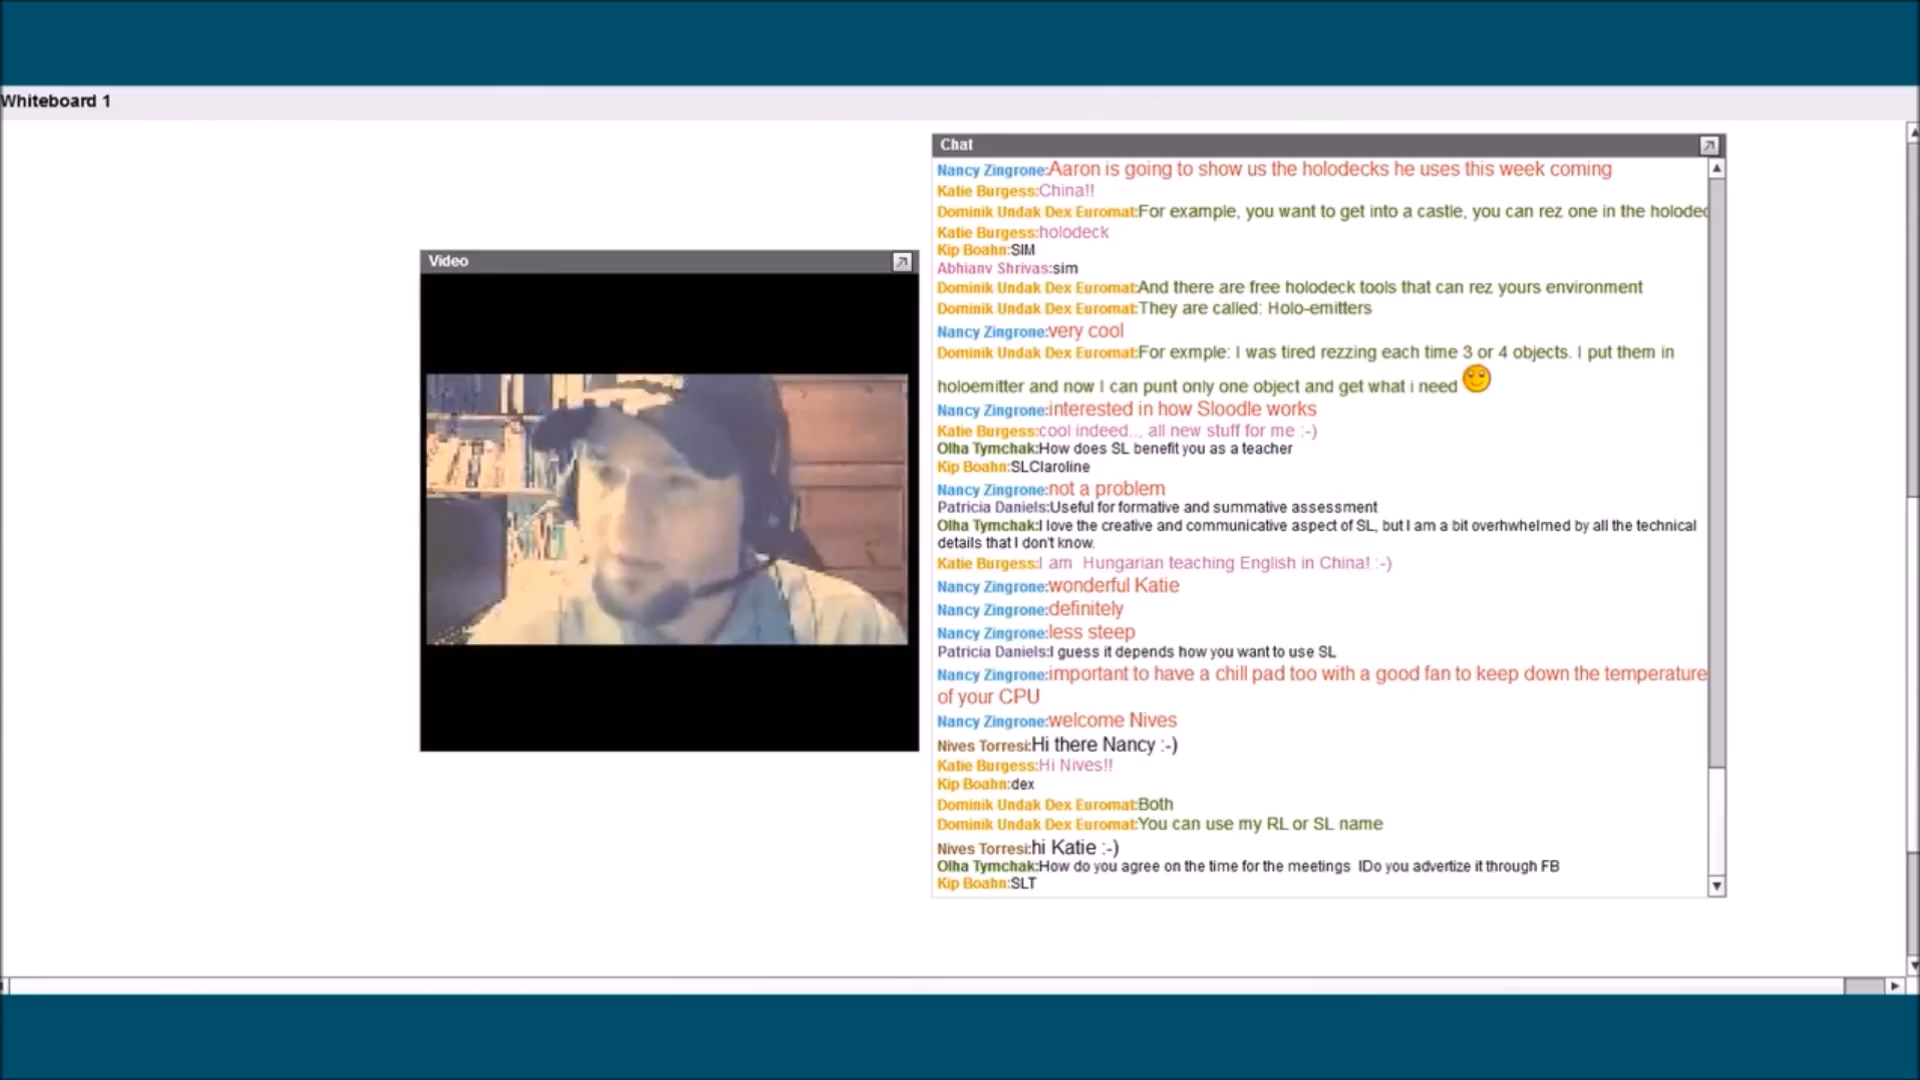 Whiteboard 1
Video
Chat
Nancy Zingrone:Aaron is going to show us the holodecks he uses this week coming
Katie Burgess:China!!
Dominik Undak Dex Euromat:For example, you want to get into a castle, you can rez one in the holodec
Katie Burgess:holodeck
Kip Boahn:SIM
Abhianv Shrivas:sim
Dominik Undak Dex Euromat:And there are free holodeck tools that can rez yours environment
Dominik Undak Dex Euromat:They are called: Holo-emitters
Nancy Zingrone:very cool
Dominik Undak Dex Euromat:For exmple: I was tired rezzing each time 3 or 4 objects. I put them in
holoemitter and now I can punt only one object and get what i need
Nancy Zingrone:interested in how Sloodle works
Katie Burgess:cool indeed.., all new stuff for me :-)
Olha Tymchak:How does SL benefit you as a teacher
Kip Boahn:SLClaroline
Nancy Zingrone:not a problem
Patricia Daniels:Useful for formative and summative assessment
Olha Tymchak:I love the creative and communicative aspect of SL, but I am a bit overwhelmed by all the technical
details that I don't know.
Katie Burgess:I am  Hungarian teaching English in China! :-)
Nancy Zingrone:wonderful Katie
Nancy Zingrone:definitely
Nancy Zingrone:less steep
Patricia Daniels:I guess it depends how you want to use SL
Nancy Zingrone:important to have a chill pad too with a good fan to keep down the temperature
of your CPU
Nancy Zingrone:welcome Nives
Nives Torresi:Hi there Nancy :-)
Katie Burgess:Hi Nives!!
Kip Boahn:dex
Dominik Undak Dex Euromat:Both
Dominik Undak Dex Euromat:You can use my RL or SL name
Nives Torresi:hi Katie :-)
Olha Tymchak:How do you agree on the time for the meetings  IDo you advertize it through FB
Kip Boahn:SLT